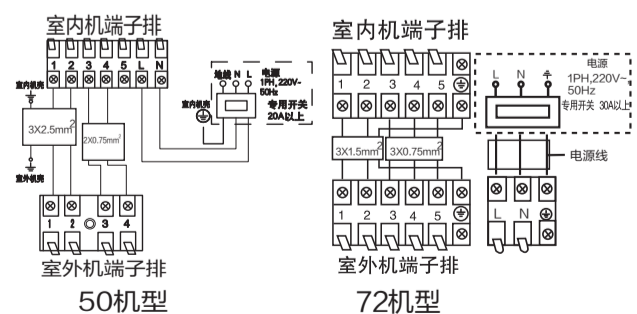 室内机端子排
1 2 3 4 5 L N
地线 N L
电源
1PH,220V~
50Hz
专用开关
20A以上
室内机壳
室内机壳
3X2.5mm²
2X0.75mm²
室外机壳
1 2 3 4
室外机端子排
50机型
室内机端子排
1 2 3 4 5
L N
电源
1PH,220V~
50Hz
专用开关 30A以上
3X1.5mm²
3X0.75mm²
电源线
1 2 3 4 5
L N
室外机端子排
72机型